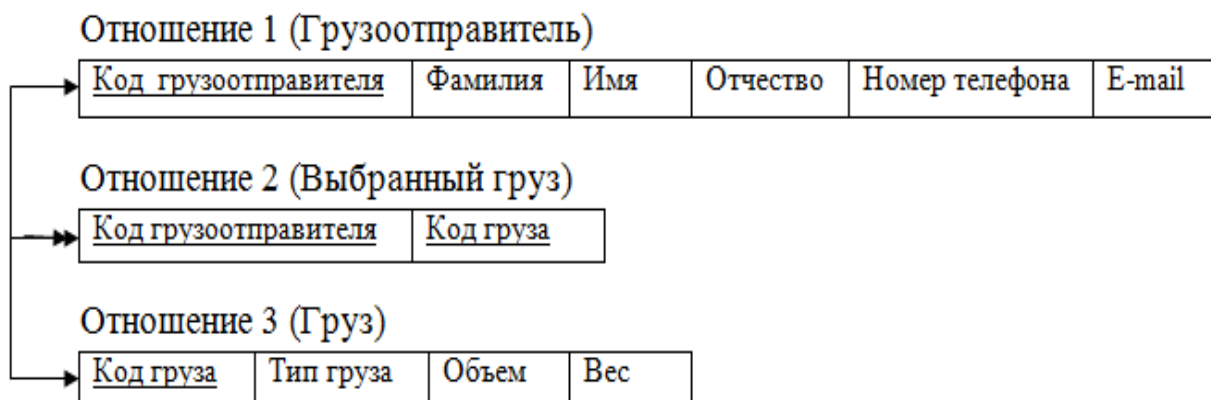 Отношение 1 (Грузоотправитель)
Код грузоотправителя Фамилия Имя Отчество Номер телефона E-mail
Отношение 2 (Выбранный груз)
Код грузоотправителя Код груза
Отношение 3 (Груз)
Код груза Тип груза Объем Вес